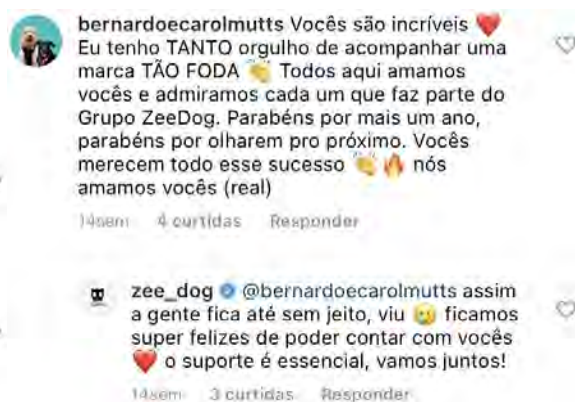 bernardoecarolmutts Vocês são incríveis ❤️
Eu tenho TANTO orgulho de acompanhar uma
marca TÃO FODA 👏 Todos aqui amamos
vocês e admiramos cada um que faz parte do
Grupo ZeeDog. Parabéns por mais um ano,
parabéns por olharem pro próximo. Vocês
merecem todo esse sucesso 👏🔥 nós
amamos vocês (real)
14sem 4 curtidas Responder
zee_dog @bernardoecarolmutts assim
a gente fica até sem jeito, viu 🥲 ficamos
super felizes de poder contar com vocês
❤️ o suporte é essencial, vamos juntos!
14sem 3 curtidas Responder